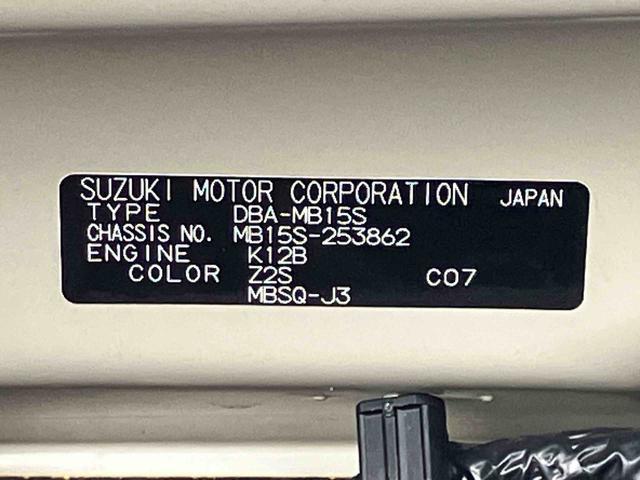 SUZUKI MOTOR CORPORATION JAPAN
TYPE DBA-MB15S
CHASSIS NO. MB15S-253862
ENGINE K12B
COLOR Z2S C07
MBSQ-J3